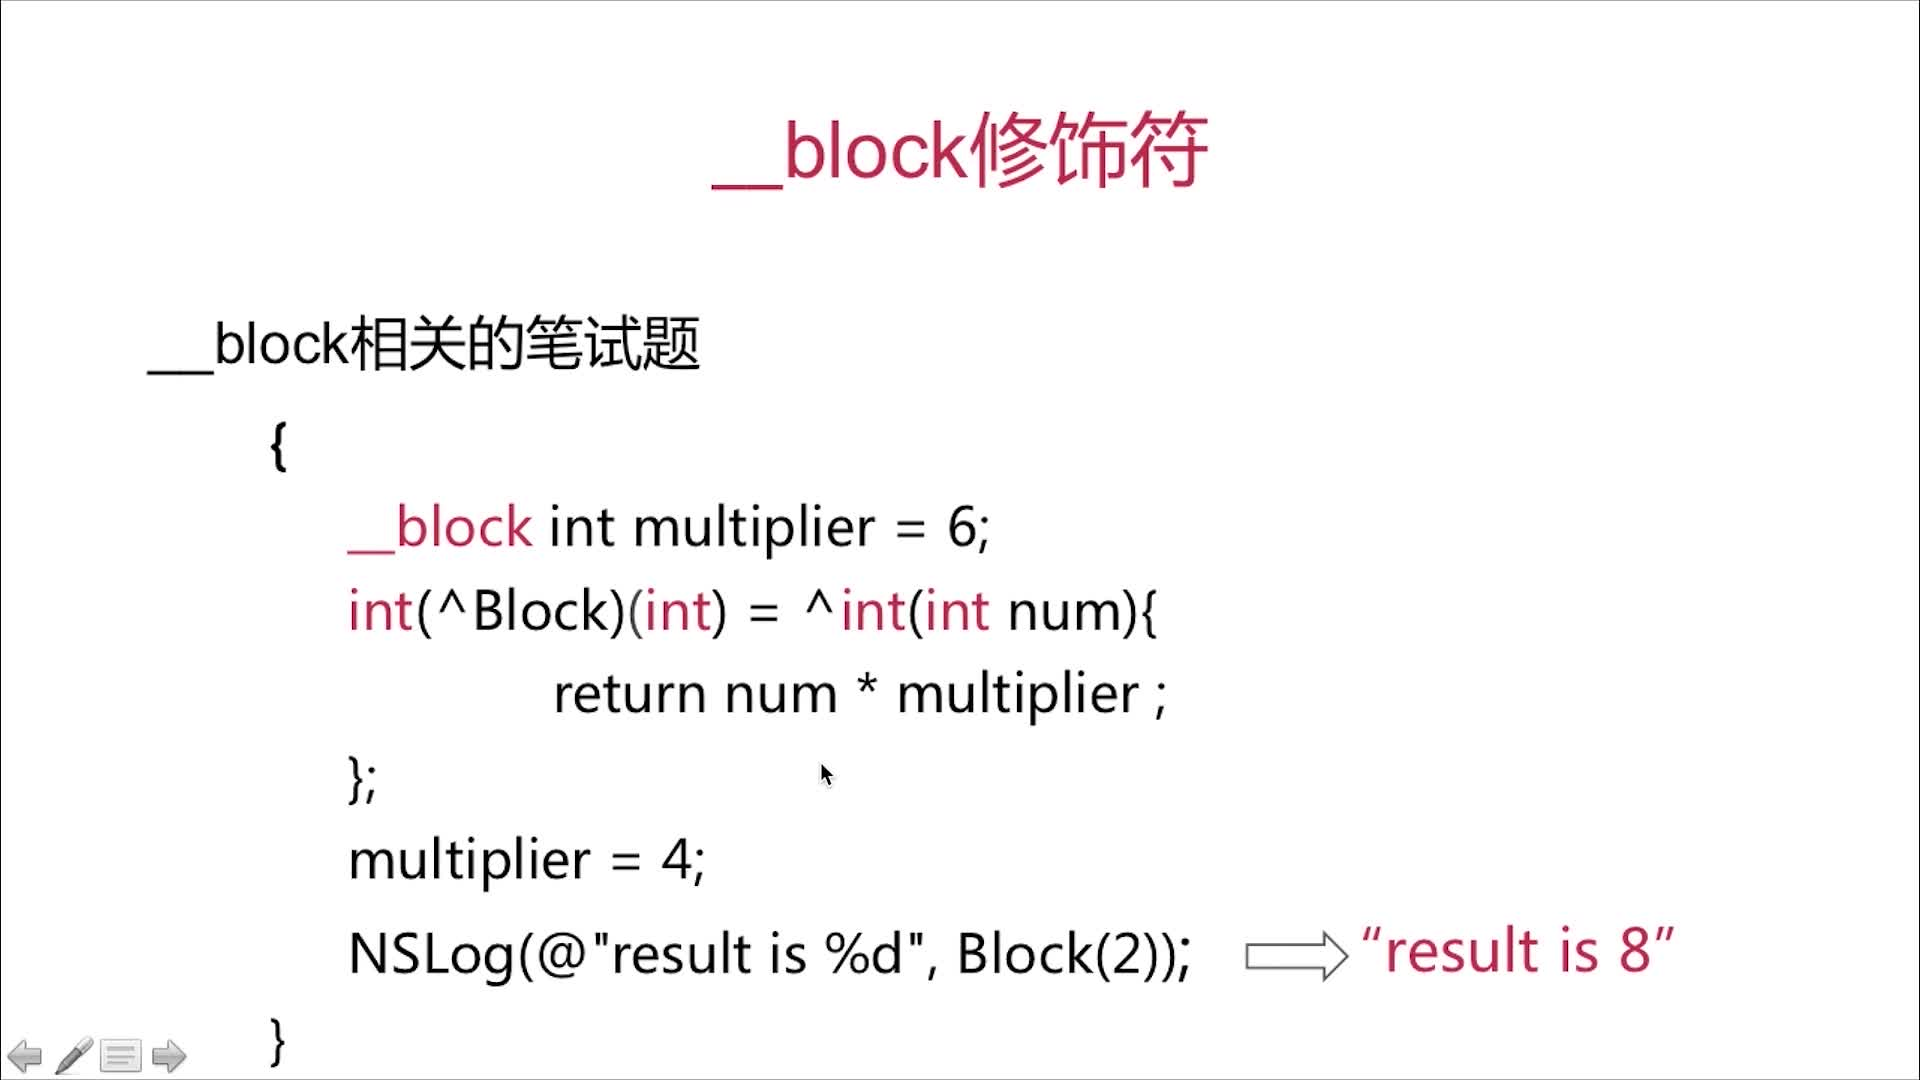 __block修饰符
__block相关的笔试题
{
__block int multiplier = 6;
int(^Block)(int) = ^int(int num){
return num * multiplier ;
};
multiplier = 4;
NSLog(@"result is %d", Block(2)); “result is 8”
}